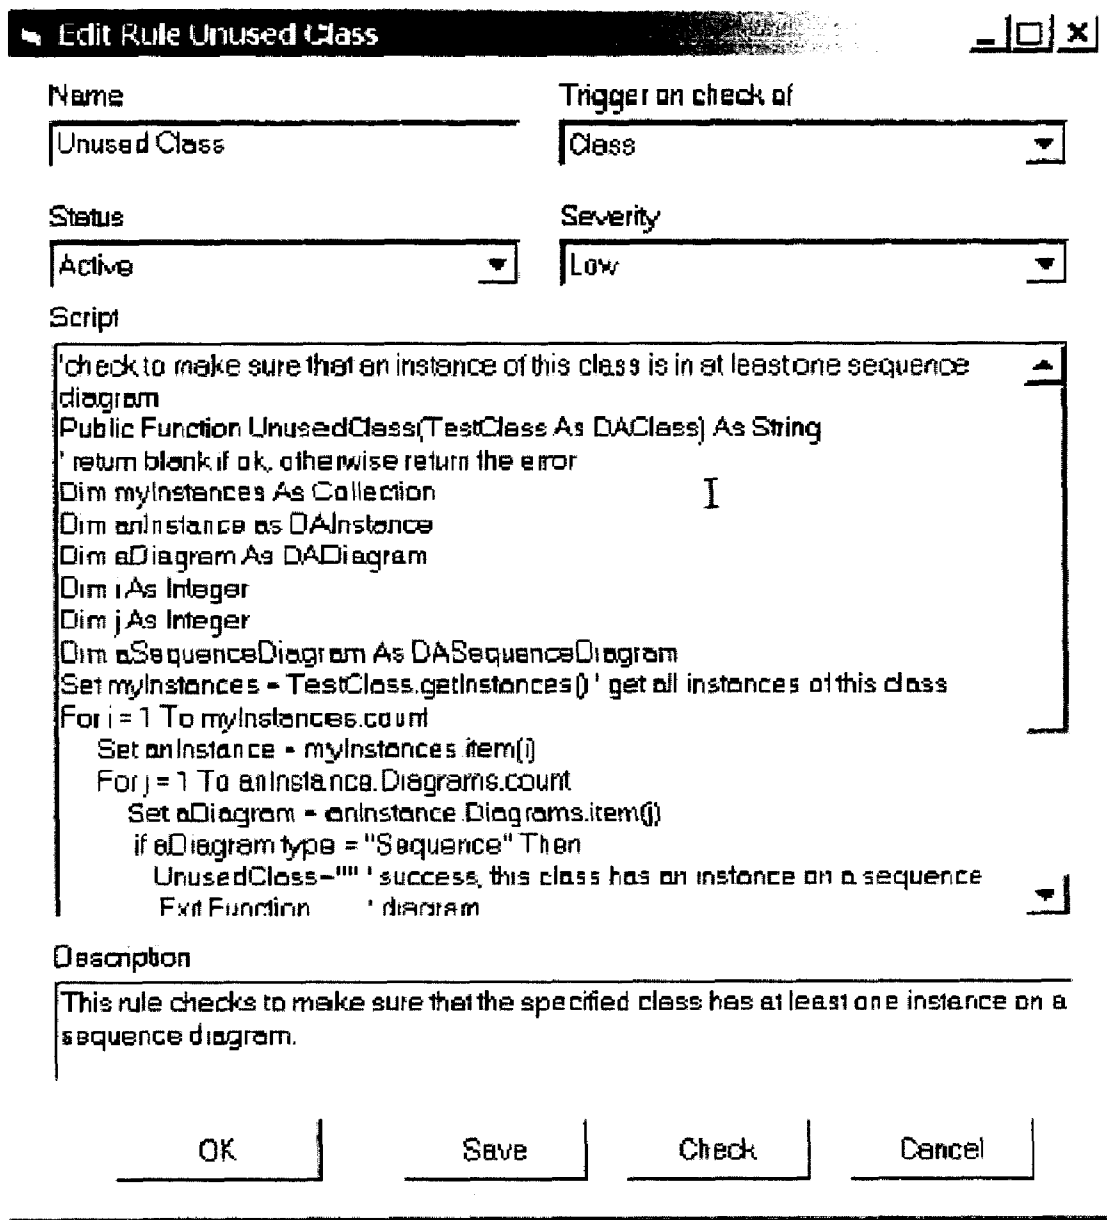 Edit Rule Unused Class
Name
Trigger on check of
Unused Class
Class
Status
Severity
Active
Low
Script
'check to make sure that an instance of this class is in at least one sequence
diagram
Public Function UnusedClass(TestClass As DAClass) As String
' return blank if ok, otherwise return the error
Dim myInstances As Collection
Dim anInstance as DAInstance
Dim aDiagram As DADiagram
Dim i As Integer
Dim j As Integer
Dim aSequenceDiagram As DASequenceDiagram
Set myInstances = TestClass.getInstances() ' get all instances of this class
For i = 1 To myInstances.count
Set anInstance = myInstances.item(i)
For j = 1 To anInstance.Diagrams.count
Set aDiagram = anInstance.Diagrams.item(j)
if aDiagram.type = "Sequence" Then
UnusedClass="" ' success, this class has an instance on a sequence
Exit Function ' diagram
Description
This rule checks to make sure that the specified class has at least one instance on a
sequence diagram.
OK
Save
Check
Cancel